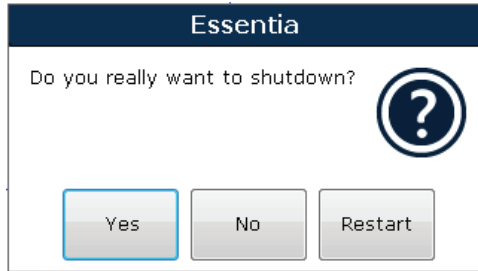 Essentia
Do you really want to shutdown?
?
Yes
No
Restart